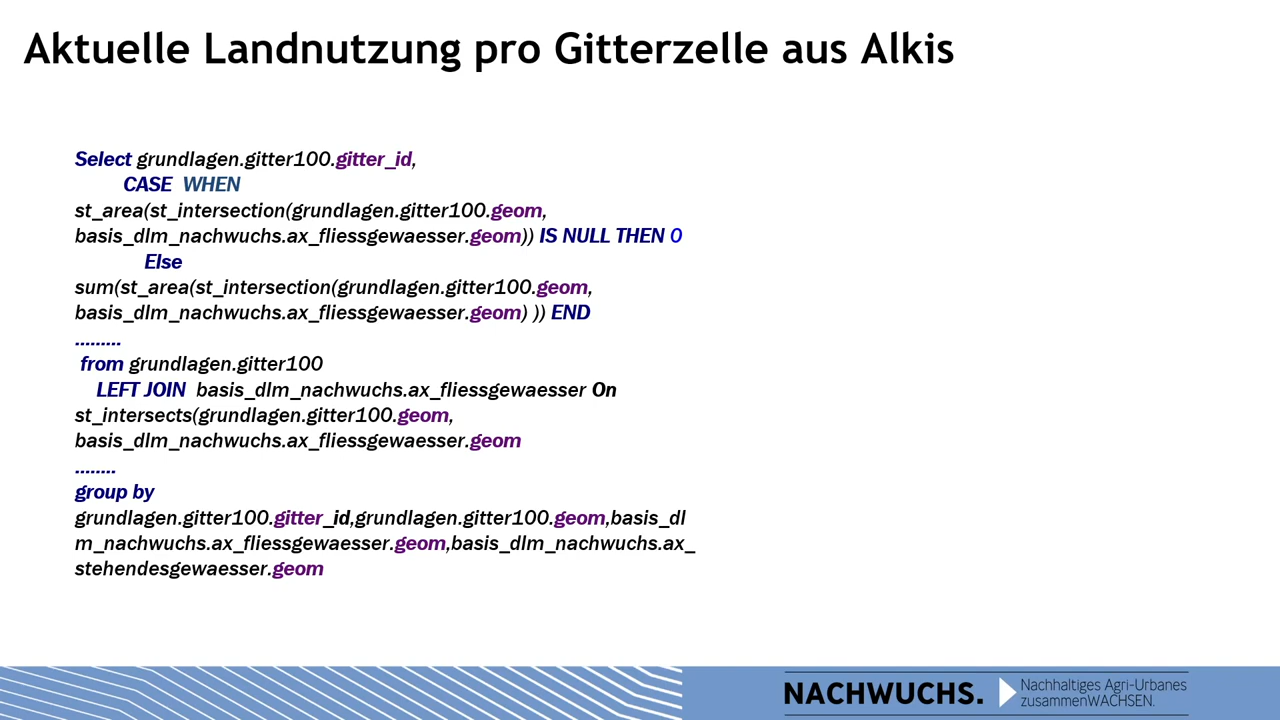 Aktuelle Landnutzung pro Gitterzelle aus Alkis
Select grundlagen.gitter100.gitter_id,
CASE WHEN
st_area(st_intersection(grundlagen.gitter100.geom,
basis_dlm_nachwuchs.ax_fliessgewaesser.geom)) IS NULL THEN 0
Else
sum(st_area(st_intersection(grundlagen.gitter100.geom,
basis_dlm_nachwuchs.ax_fliessgewaesser.geom) )) END
.........
from grundlagen.gitter100
LEFT JOIN basis_dlm_nachwuchs.ax_fliessgewaesser On
st_intersects(grundlagen.gitter100.geom,
basis_dlm_nachwuchs.ax_fliessgewaesser.geom
........
group by
grundlagen.gitter100.gitter_id,grundlagen.gitter100.geom,basis_dl
m_nachwuchs.ax_fliessgewaesser.geom,basis_dlm_nachwuchs.ax_
stehendesgewaesser.geom
NACHWUCHS.
Nachhaltiges Agri-Urbanes
zusammenWACHSEN.